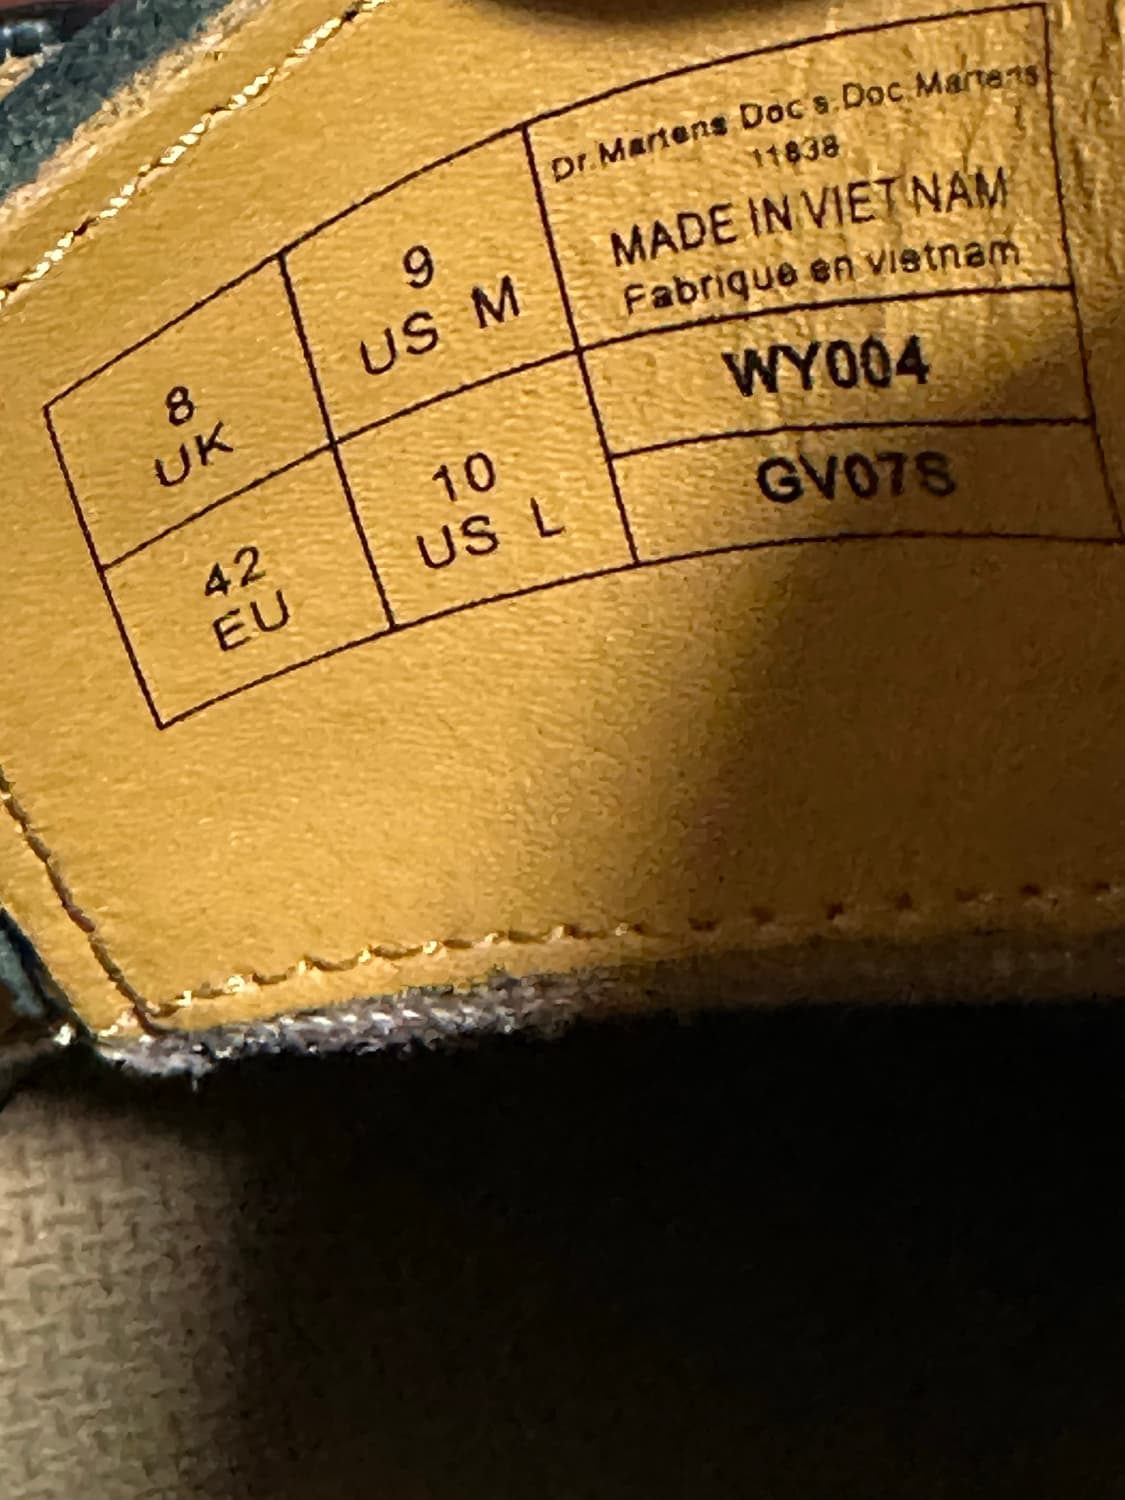 8
UK
9
US M
42
EU
10
US L
Dr.Martens Doc's.Doc.Martens
11838
MADE IN VIET NAM
Fabrique en vietnam
WY004
GV07S